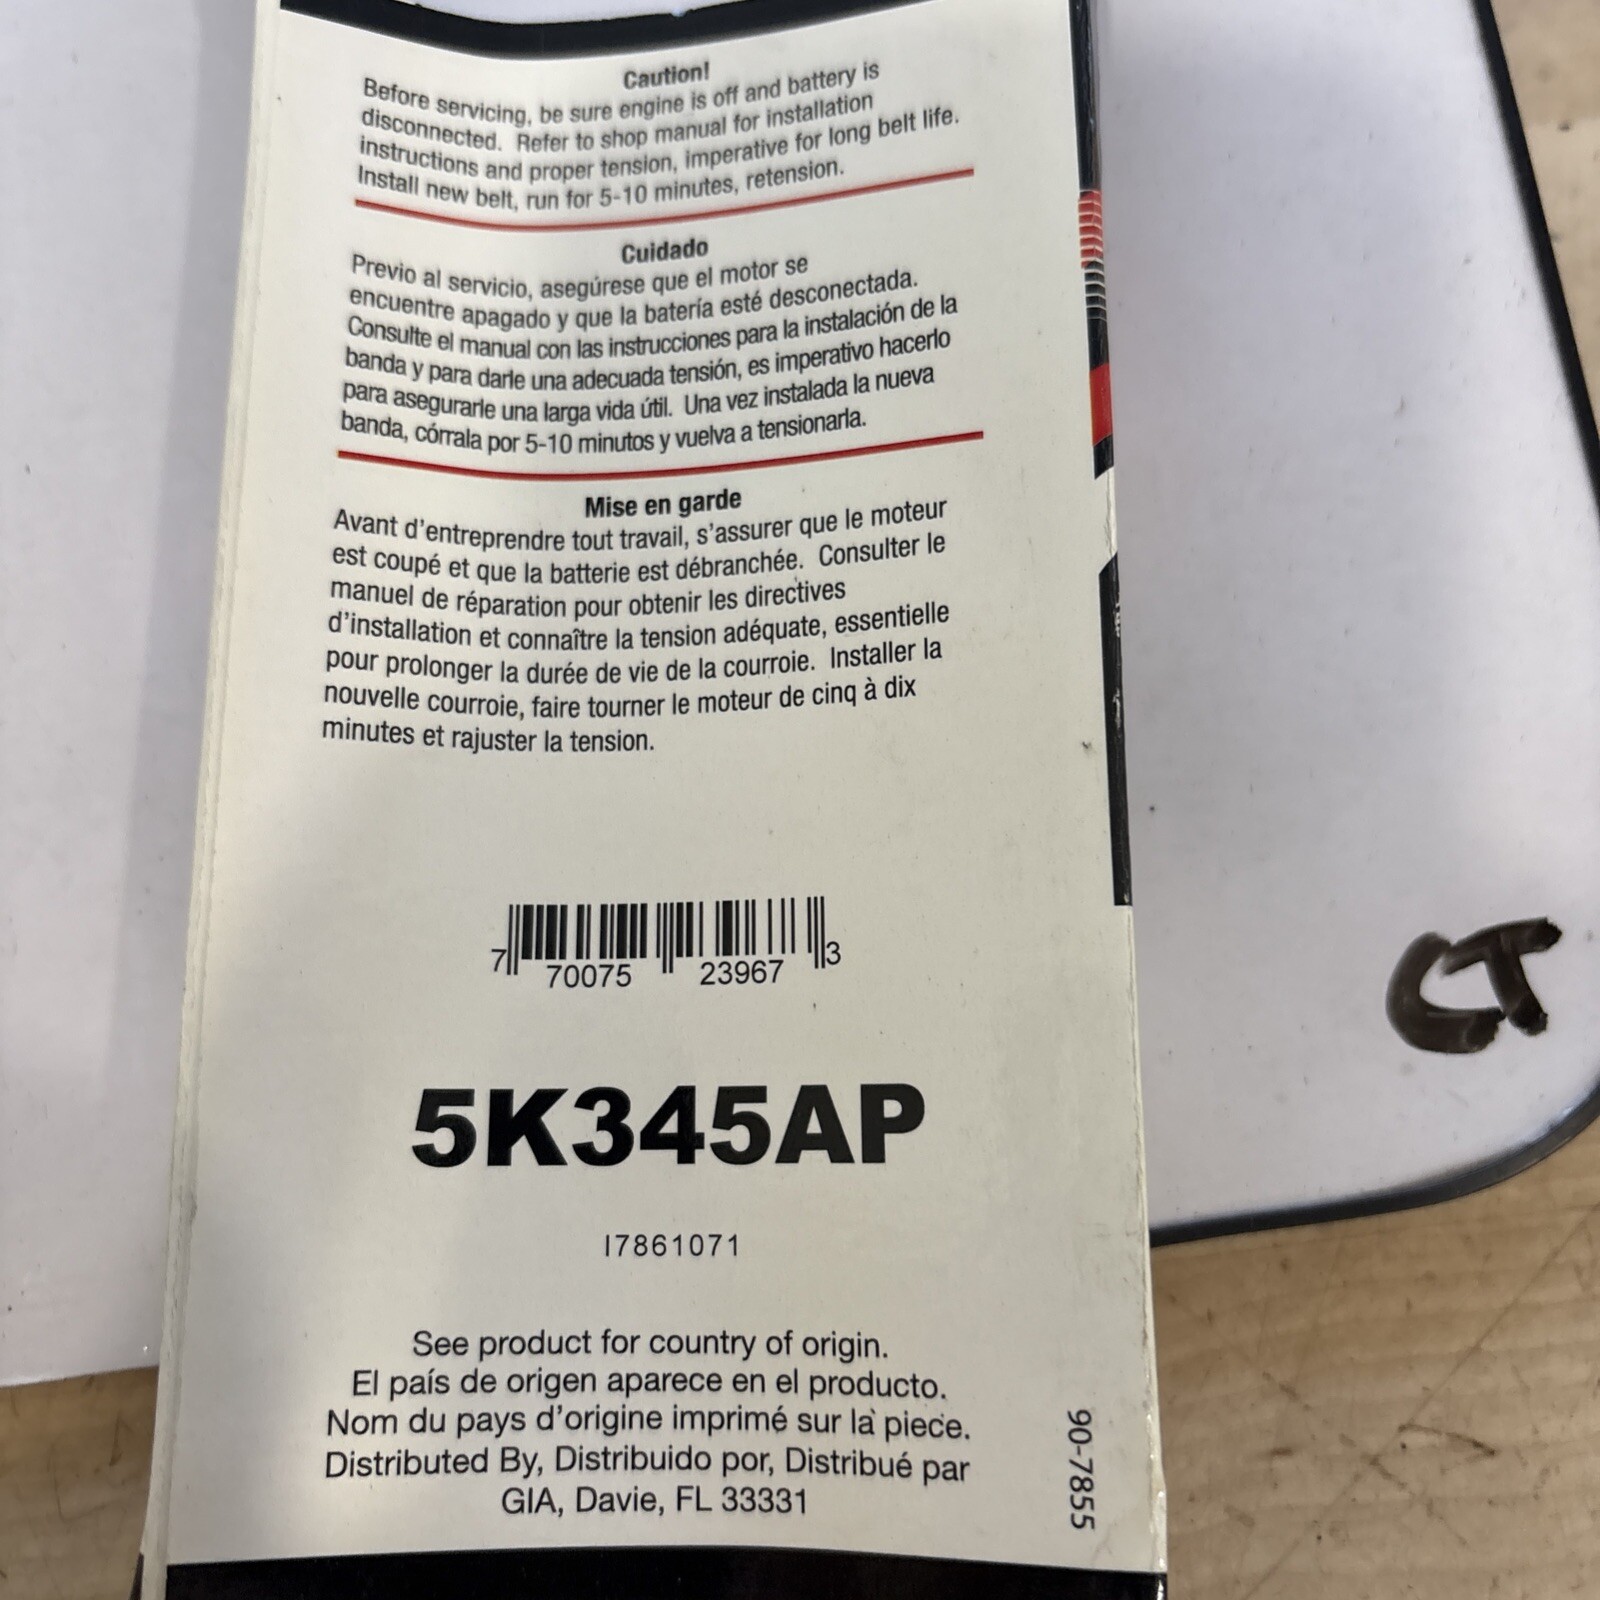 Caution!
Before servicing, be sure engine is off and battery is
disconnected. Refer to shop manual for installation
instructions and proper tension, imperative for long belt life.
Install new belt, run for 5-10 minutes, retension.
Cuidado
Previo al servicio, asegúrese que el motor se
encuentre apagado y que la batería esté desconectada.
Consulte el manual con las instrucciones para la instalación de la
banda y para darle una adecuada tensión, es imperativo hacerlo
para asegurarle una larga vida útil. Una vez instalada la nueva
banda, córrala por 5-10 minutos y vuelva a tensionarla.
Mise en garde
Avant d'entreprendre tout travail, s'assurer que le moteur
est coupé et que la batterie est débranchée. Consulter le
manuel de réparation pour obtenir les directives
d'installation et connaître la tension adéquate, essentielle
pour prolonger la durée de vie de la courroie. Installer la
nouvelle courroie, faire tourner le moteur de cinq à dix
minutes et rajuster la tension.
7 70075 23967 3
CT
5K345AP
I7861071
See product for country of origin.
El país de origen aparece en el producto.
Nom du pays d'origine imprimé sur la piece.
Distributed By, Distribuido por, Distribué par
GIA, Davie, FL 33331
90-7855